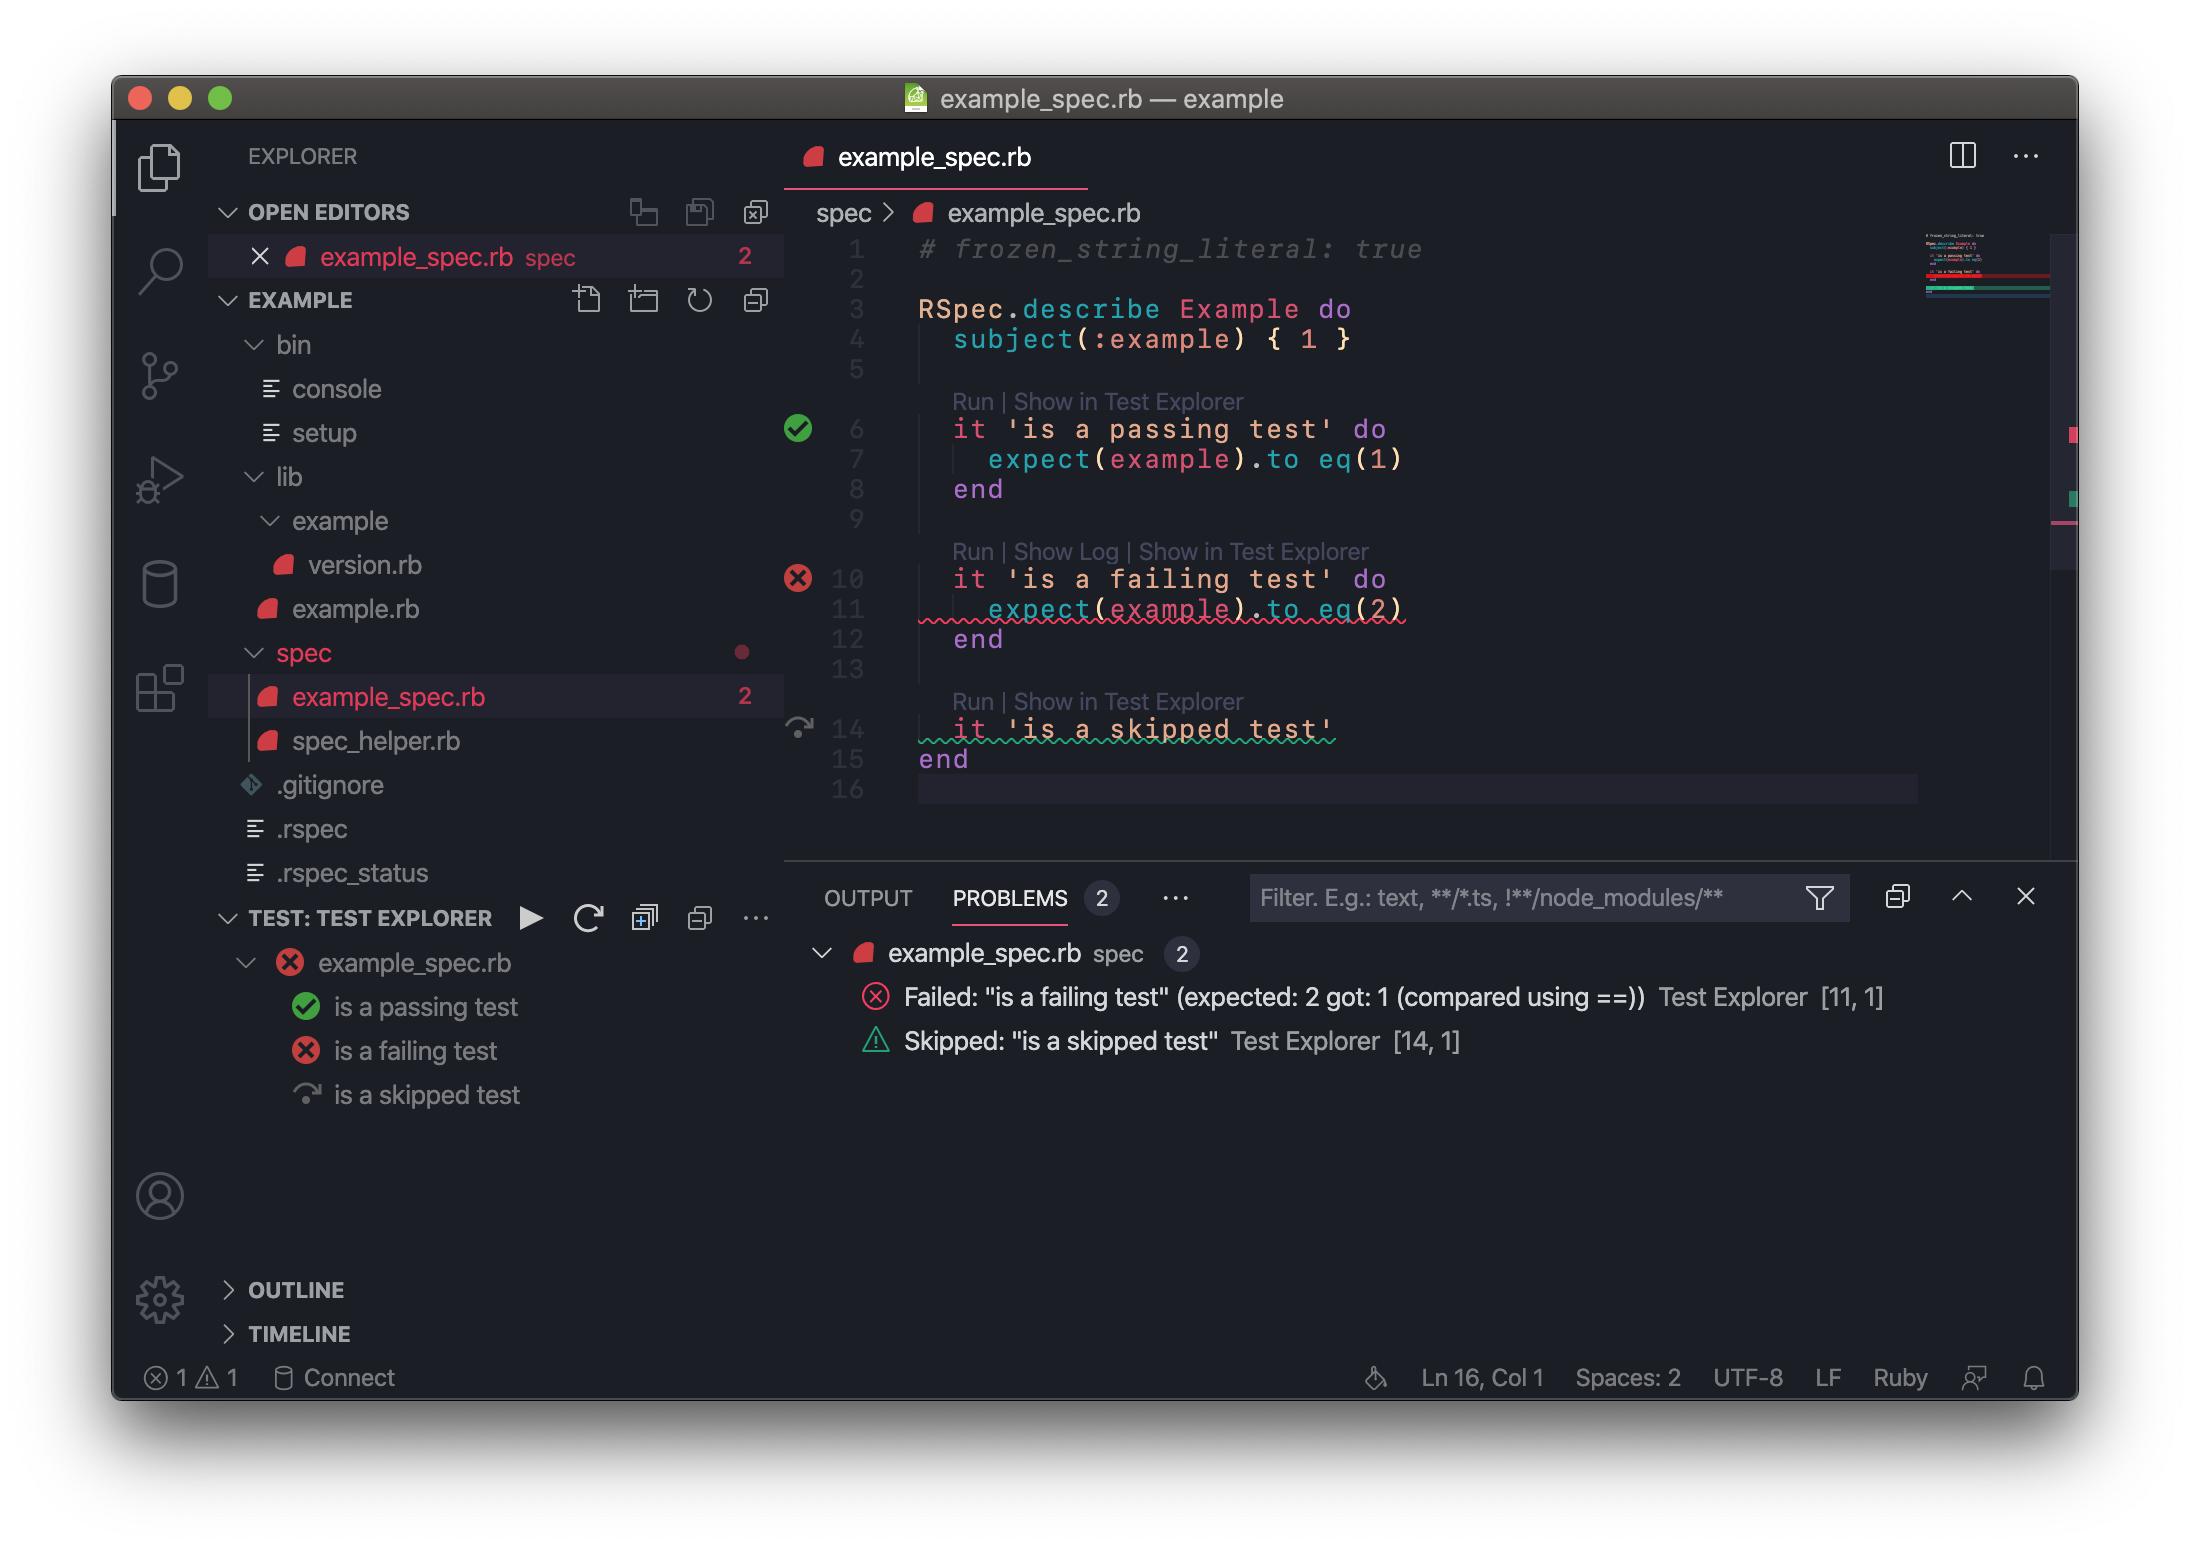 example_spec.rb — example
EXPLORER
OPEN EDITORS
example_spec.rb spec 2
EXAMPLE
bin
console
setup
lib
example
version.rb
example.rb
spec
example_spec.rb 2
spec_helper.rb
.gitignore
.rspec
.rspec_status
TEST: TEST EXPLORER
example_spec.rb
is a passing test
is a failing test
is a skipped test
OUTLINE
TIMELINE
example_spec.rb
spec > example_spec.rb
1 # frozen_string_literal: true
2
3 RSpec.describe Example do
4 subject(:example) { 1 }
5
Run | Show in Test Explorer
6 it 'is a passing test' do
7 expect(example).to eq(1)
8 end
9
Run | Show Log | Show in Test Explorer
10 it 'is a failing test' do
11 expect(example).to eq(2)
12 end
13
Run | Show in Test Explorer
14 it 'is a skipped test'
15 end
16
OUTPUT PROBLEMS 2 Filter. E.g.: text, **/*.ts, !**/node_modules/**
example_spec.rb spec 2
Failed: "is a failing test" (expected: 2 got: 1 (compared using ==)) Test Explorer [11, 1]
Skipped: "is a skipped test" Test Explorer [14, 1]
1 1 Connect Ln 16, Col 1 Spaces: 2 UTF-8 LF Ruby